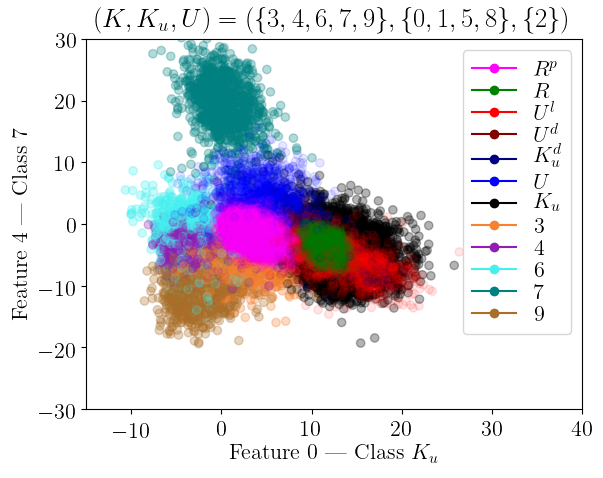 (K, K_u, U) = ({3, 4, 6, 7, 9}, {0, 1, 5, 8}, {2})
Feature 4 — Class 7
30
20
10
0
−10
−20
−30
−10
0
10
20
30
40
Feature 0 — Class K_u
R^p
R
U^l
U^d
K_u^d
U
K_u
3
4
6
7
9